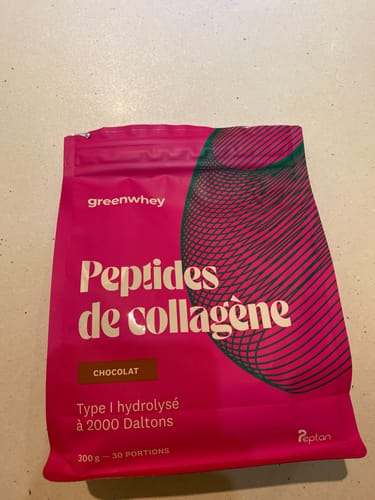 greenwhey
Peptides
de collagène
CHOCOLAT
Type I hydrolysé
à 2000 Daltons
300 g — 30 PORTIONS
Peptan